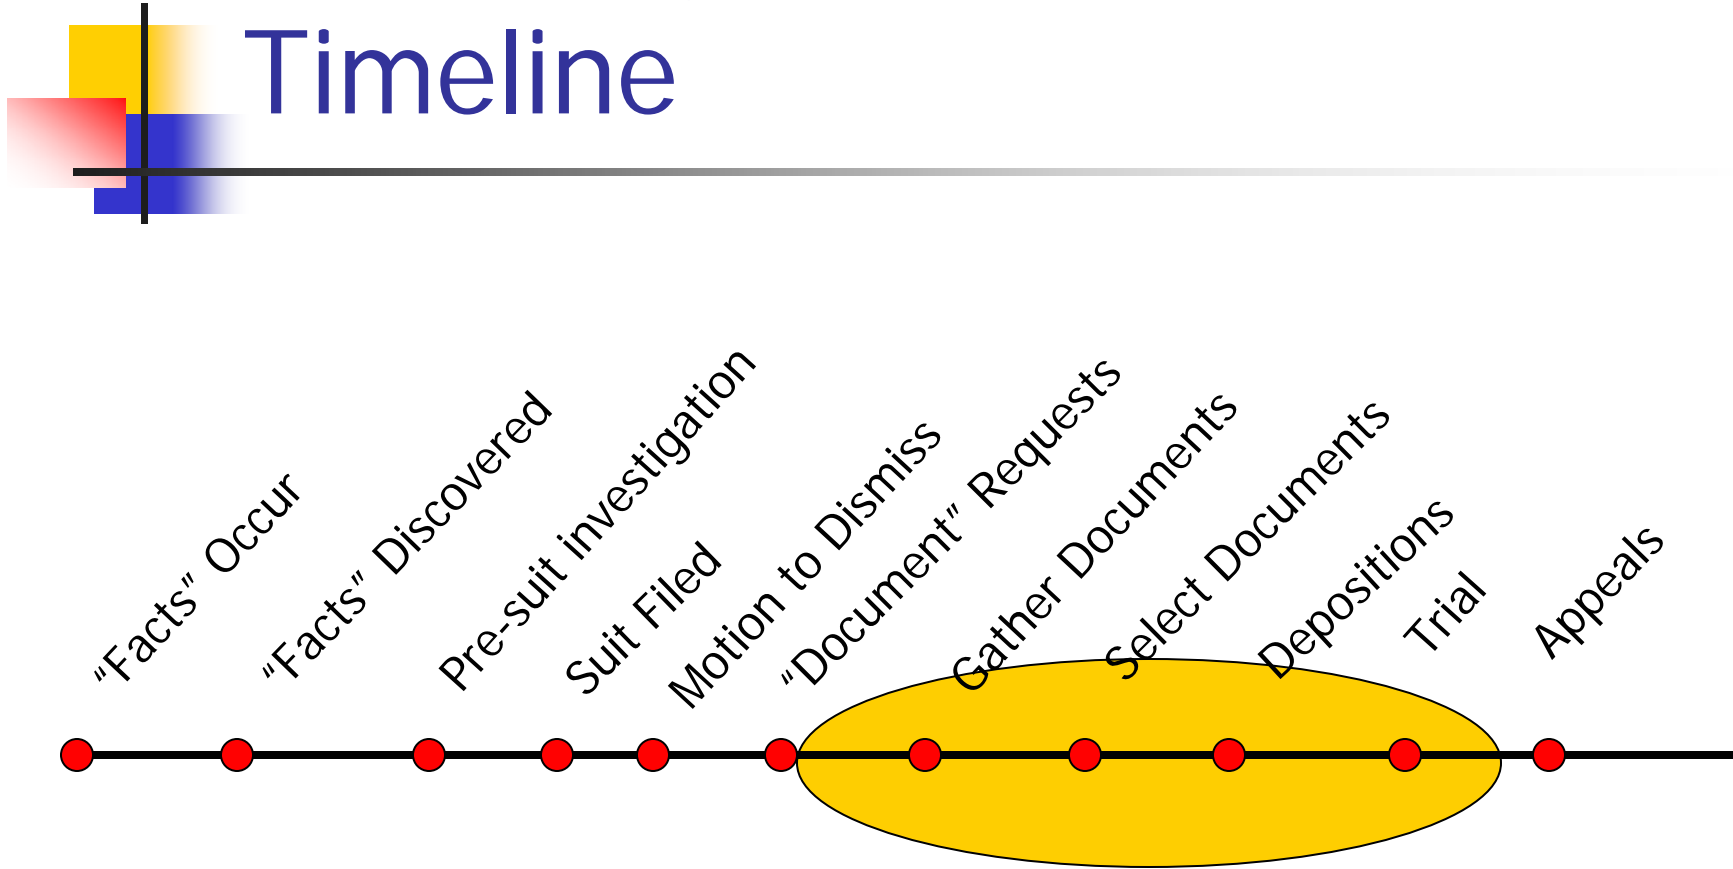 Timeline
“Facts” Occur
“Facts” Discovered
Pre-suit investigation
Suit Filed
Motion to Dismiss
“Document” Requests
Gather Documents
Select Documents
Depositions
Trial
Appeals